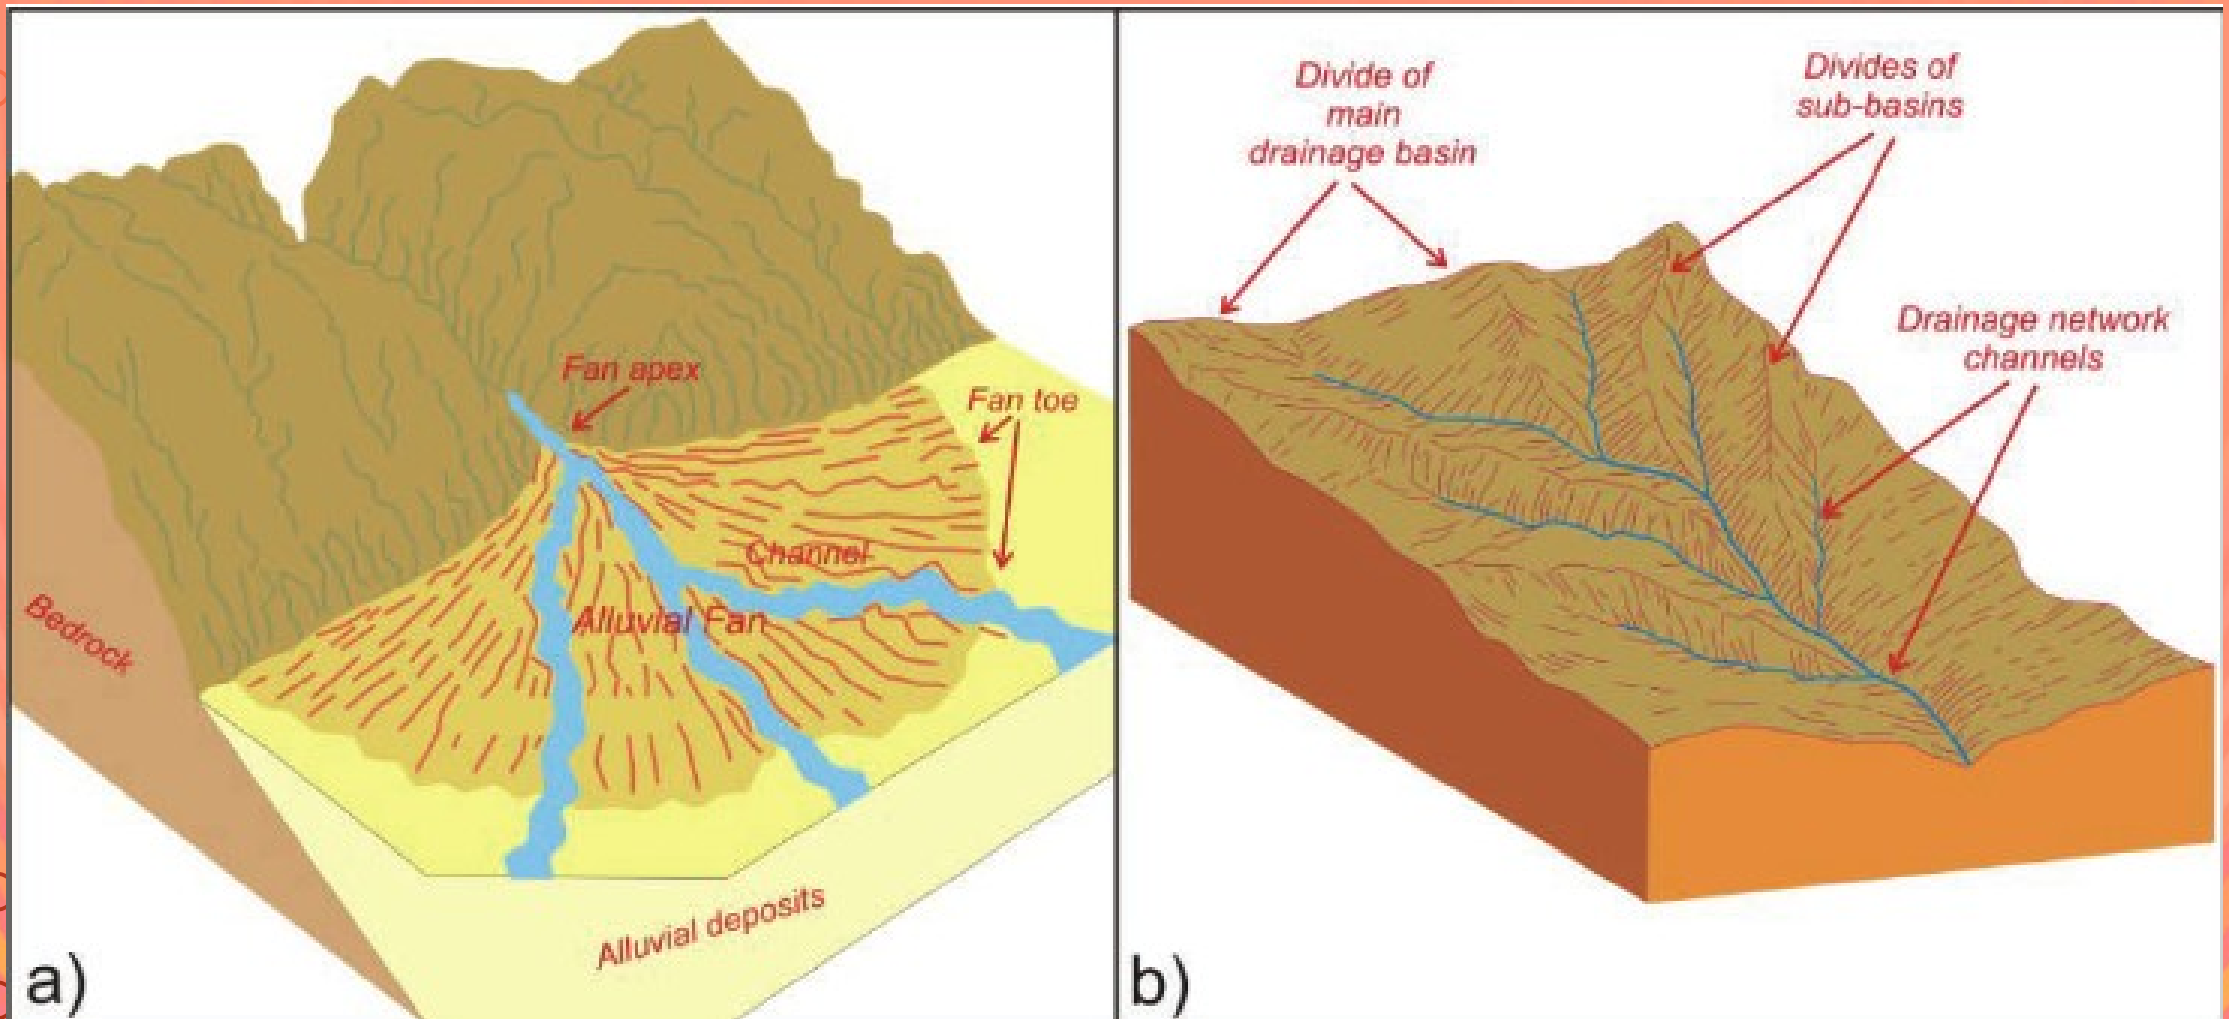 Fan apex
Fan toe
Channel
Alluvial Fan
Bedrock
Alluvial deposits
a)
Divide of
main
drainage basin
Divides of
sub-basins
Drainage network
channels
b)